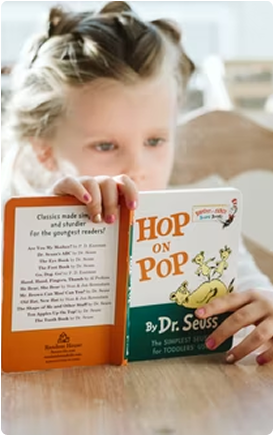 Classics made
and sturdier
For the youngest readers?
Are You My Mother? by P. D. Eastman
Dr. Seuss's ABC by Dr. Seuss
The Eye Book by Dr. Seuss
The Foot Book by Dr. Seuss
Go, Dog. Go! by P. D. Eastman
Hand, Hand, Fingers, Thumb by Al Perkins
He Bear, She Bear by Stan & Jan Berenstain
Mr. Brown Can Moo! Can You? by Dr. Seuss
Old Hat, New Hat by Stan & Jan Berenstain
The Shape of Me and Other Stuff by Dr. Seuss
Ten Apples Up On Top! by Dr. Seuss
The Tooth Book by Dr. Seuss
Random House
HOP
ON
POP
By Dr. Seuss
THE SIMPLEST
for TODDLERS'